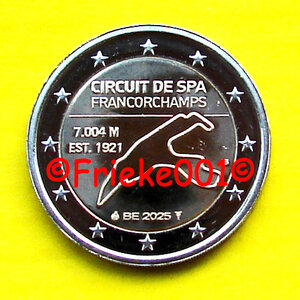 CIRCUIT DE SPA
FRANCORCHAMPS
7.004 M
EST. 1921
©Frieke001©
BE 2025